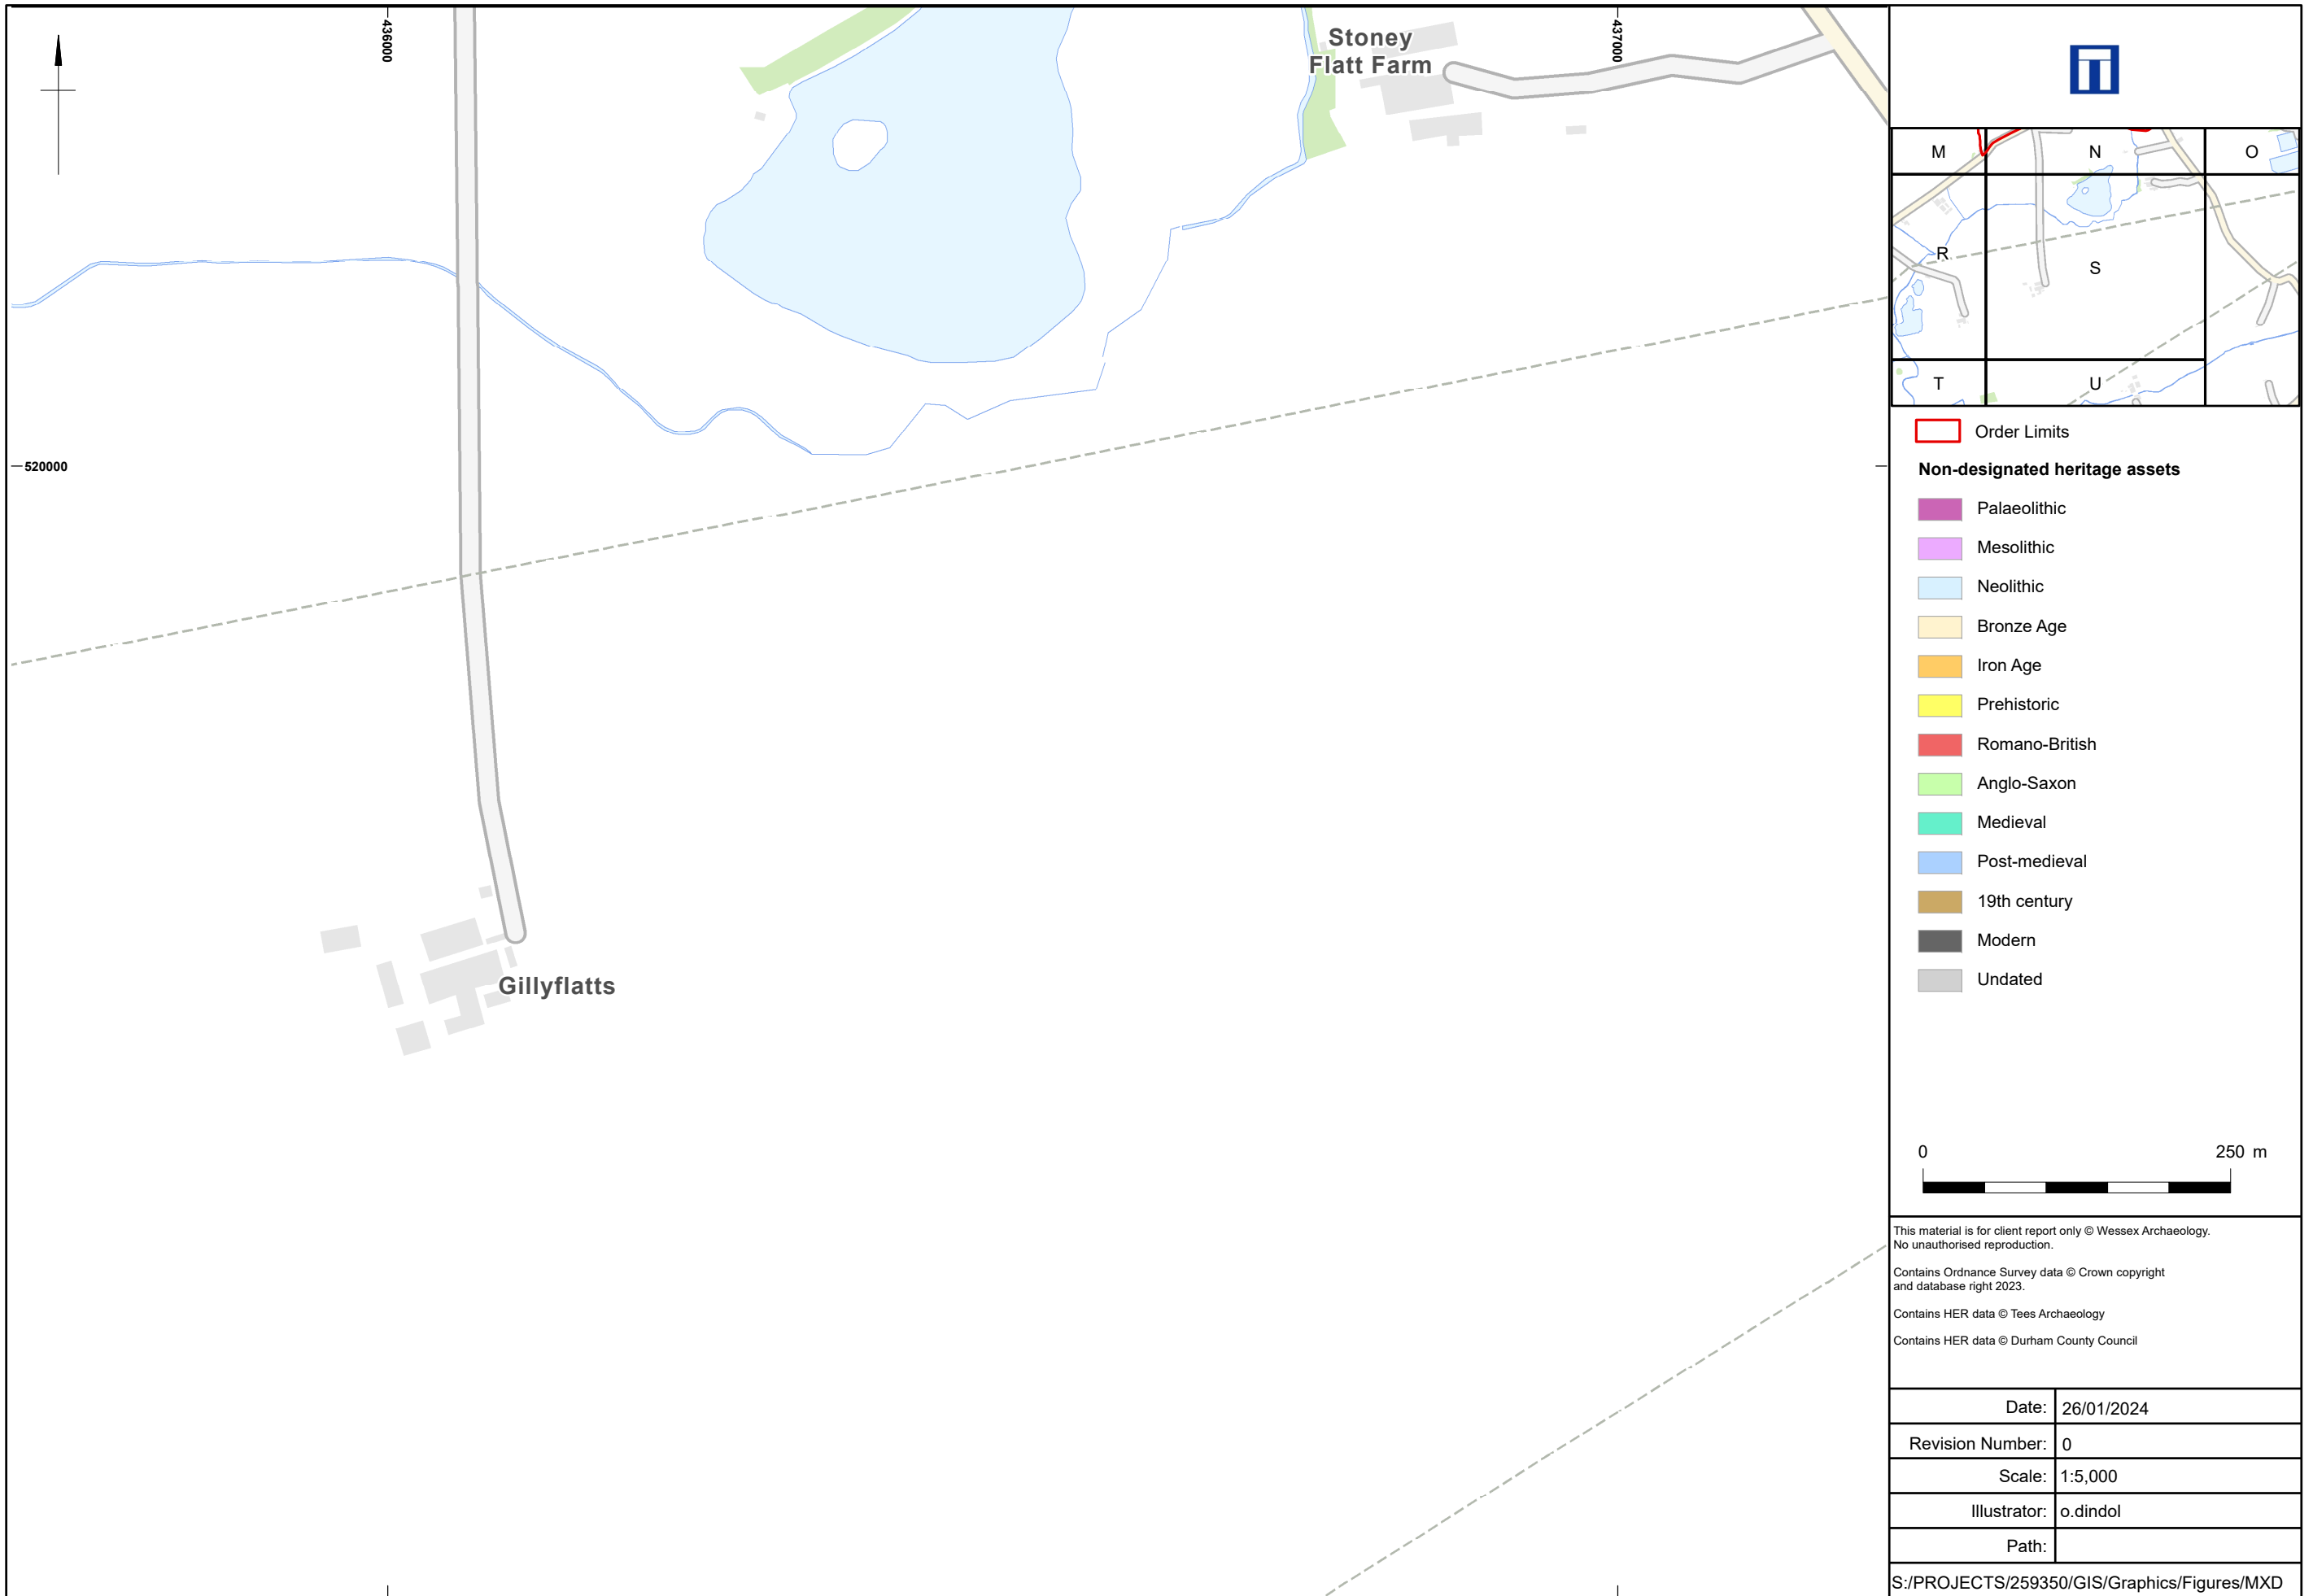 436000
Stoney
Flatt Farm
437000
520000
Gillyflatts
M
N
O
R
S
T
U
Order Limits
Non-designated heritage assets
Palaeolithic
Mesolithic
Neolithic
Bronze Age
Iron Age
Prehistoric
Romano-British
Anglo-Saxon
Medieval
Post-medieval
19th century
Modern
Undated
0 250 m
This material is for client report only © Wessex Archaeology.
No unauthorised reproduction.
Contains Ordnance Survey data © Crown copyright
and database right 2023.
Contains HER data © Tees Archaeology
Contains HER data © Durham County Council
Date: 26/01/2024
Revision Number: 0
Scale: 1:5,000
Illustrator: o.dindol
Path:
S:/PROJECTS/259350/GIS/Graphics/Figures/MXD